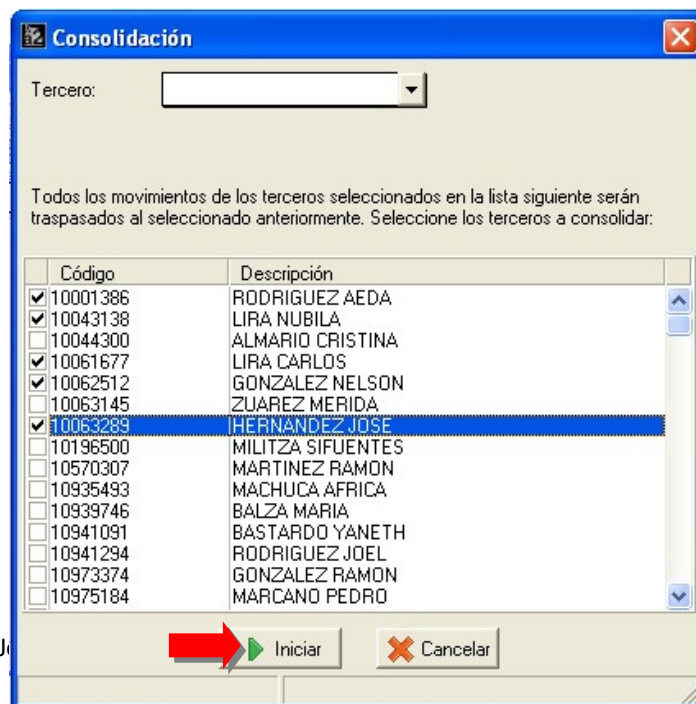 Consolidación
Tercero:
Todos los movimientos de los terceros seleccionados en la lista siguiente serán
traspasados al seleccionado anteriormente. Seleccione los terceros a consolidar:
Código Descripción
10001386 RODRIGUEZ AEDA
10043138 LIRA NUBILA
10044300 ALMARIO CRISTINA
10061677 LIRA CARLOS
10062512 GONZALEZ NELSON
10063145 ZUAREZ MERIDA
10063289 HERNANDEZ JOSE
10196500 MILITZA SIFUENTES
10570307 MARTINEZ RAMON
10935493 MACHUCA AFRICA
10939746 BALZA MARIA
10941091 BASTARDO YANETH
10941294 RODRIGUEZ JOEL
10973374 GONZALEZ RAMON
10975184 MARCANO PEDRO
Iniciar Cancelar